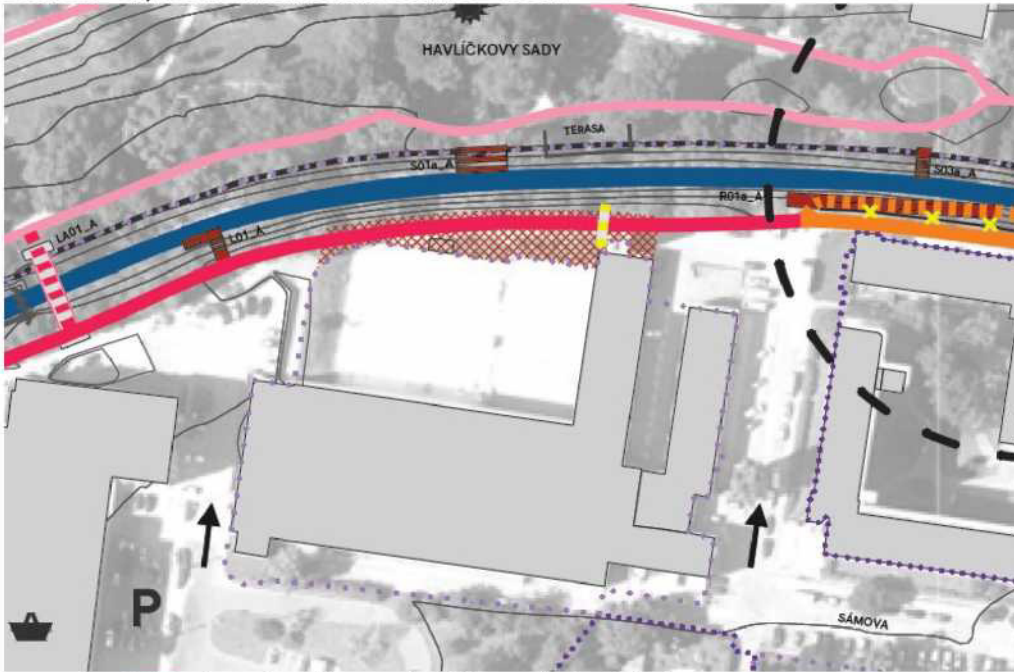 HAVLÍČKOVY SADY
TERASA
S01a_A
S03a_A
R01a_A
LA01_A
L01_A
P
SÁMOVA